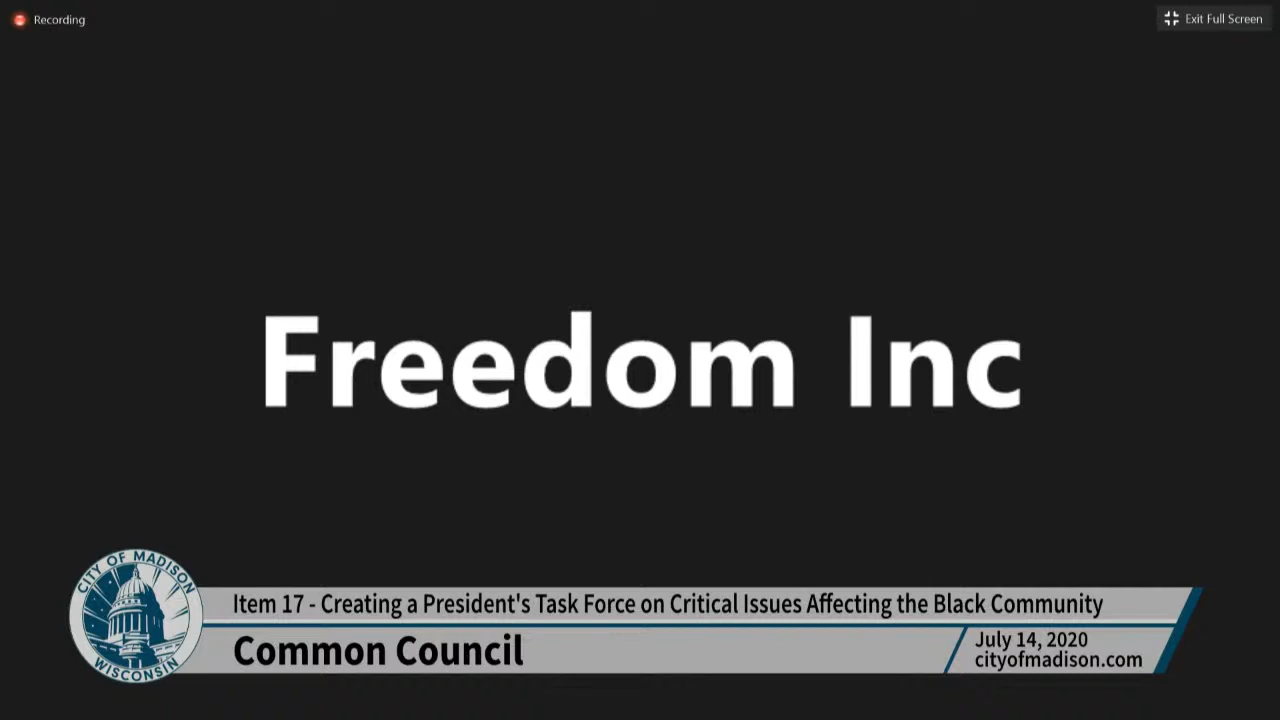 Recording
Exit Full Screen
Freedom Inc
CITY OF MADISON
WISCONSIN
Item 17 - Creating a President's Task Force on Critical Issues Affecting the Black Community
Common Council
July 14, 2020
cityofmadison.com